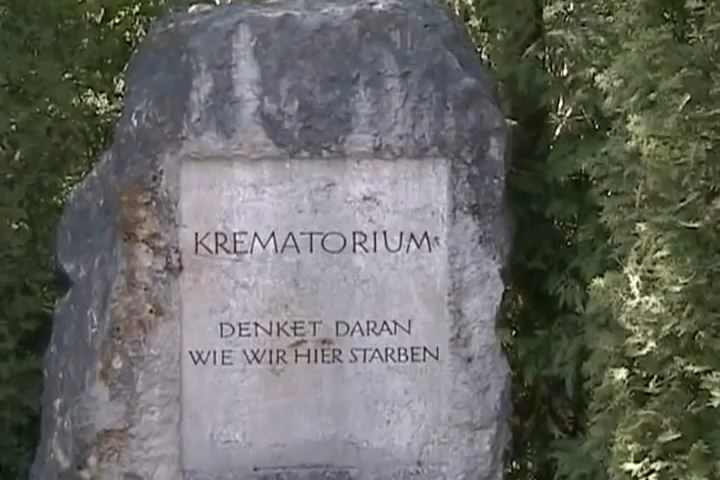 KREMATORIUM
DENKET DARAN
WIE WIR HIER STARBEN